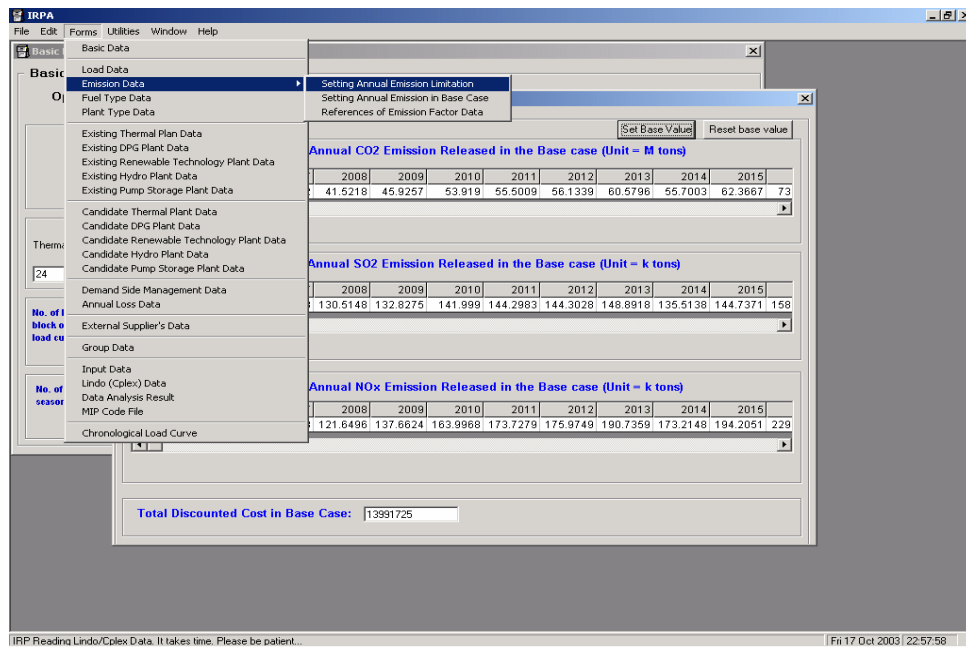 IRPA
File Edit Forms Utilities Window Help
Basic
Basic
Basic Data
Load Data
Emission Data
Fuel Type Data
Plant Type Data
Existing Thermal Plan Data
Existing DPG Plant Data
Existing Renewable Technology Plant Data
Existing Hydro Plant Data
Existing Pump Storage Plant Data
Candidate Thermal Plant Data
Candidate DPG Plant Data
Candidate Renewable Technology Plant Data
Candidate Hydro Plant Data
Candidate Pump Storage Plant Data
Demand Side Management Data
Annual Loss Data
External Supplier's Data
Group Data
Input Data
Lindo (Cplex) Data
Data Analysis Result
MIP Code File
Chronological Load Curve
Setting Annual Emission Limitation
Setting Annual Emission in Base Case
References of Emission Factor Data
24
No. of
block o
load cu
No. of
season
Set Base Value Reset base value
Annual CO2 Emission Released in the Base case (Unit = M tons)
2008 2009 2010 2011 2012 2013 2014 2015
41.5218 45.9257 53.919 55.5009 56.1339 60.5796 55.7003 62.3667 73
Annual SO2 Emission Released in the Base case (Unit = k tons)
2008 2009 2010 2011 2012 2013 2014 2015
130.5148 132.8275 141.999 144.2983 144.3028 148.8918 135.5138 144.7371 158
Annual NOx Emission Released in the Base case (Unit = k tons)
2008 2009 2010 2011 2012 2013 2014 2015
121.6496 137.6624 163.9968 173.7279 175.9749 190.7359 173.2148 194.2051 229
Total Discounted Cost in Base Case: 13991725
IRP Reading Lindo/Cplex Data. It takes time. Please be patient... Fri 17 Oct 2003 22:57:58